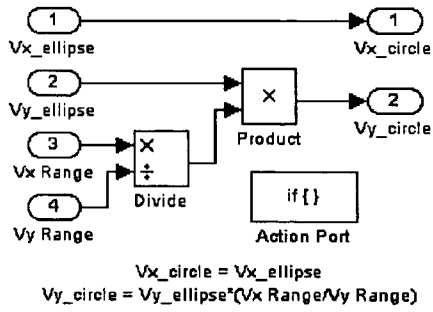 1
Vx_ellipse
1
Vx_circle
2
Vy_ellipse
×
Product
2
Vy_circle
3
Vx Range
×
÷
Divide
4
Vy Range
if { }
Action Port
Vx_circle = Vx_ellipse
Vy_circle = Vy_ellipse*(Vx Range/Vy Range)